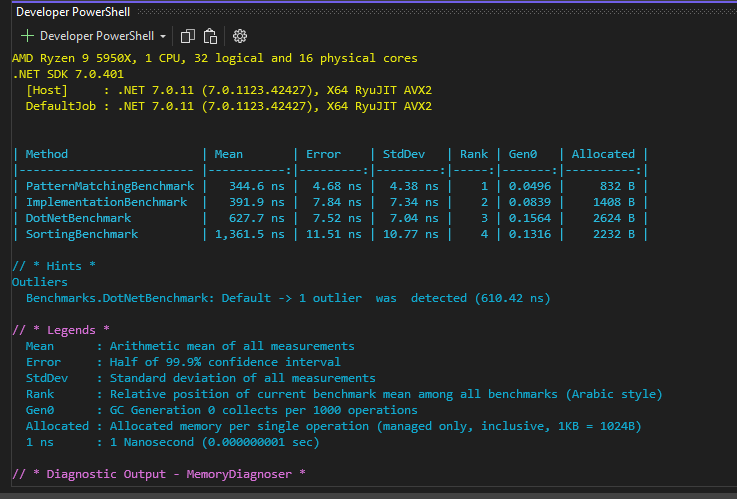 Developer PowerShell
Developer PowerShell
AMD Ryzen 9 5950X, 1 CPU, 32 logical and 16 physical cores
.NET SDK 7.0.401
  [Host]     : .NET 7.0.11 (7.0.1123.42427), X64 RyuJIT AVX2
  DefaultJob : .NET 7.0.11 (7.0.1123.42427), X64 RyuJIT AVX2
| Method                   | Mean       | Error    | StdDev   | Rank | Gen0   | Allocated |
|------------------------- |-----------:|---------:|---------:|-----:|-------:|----------:|
| PatternMatchingBenchmark |   344.6 ns |  4.68 ns |  4.38 ns |    1 | 0.0496 |     832 B |
| ImplementationBenchmark  |   391.9 ns |  7.84 ns |  7.34 ns |    2 | 0.0839 |    1408 B |
| DotNetBenchmark          |   627.7 ns |  7.52 ns |  7.04 ns |    3 | 0.1564 |    2624 B |
| SortingBenchmark         | 1,361.5 ns | 11.51 ns | 10.77 ns |    4 | 0.1316 |    2232 B |
// * Hints *
Outliers
  Benchmarks.DotNetBenchmark: Default -> 1 outlier  was  detected (610.42 ns)
// * Legends *
  Mean      : Arithmetic mean of all measurements
  Error     : Half of 99.9% confidence interval
  StdDev    : Standard deviation of all measurements
  Rank      : Relative position of current benchmark mean among all benchmarks (Arabic style)
  Gen0      : GC Generation 0 collects per 1000 operations
  Allocated : Allocated memory per single operation (managed only, inclusive, 1KB = 1024B)
  1 ns      : 1 Nanosecond (0.000000001 sec)
// * Diagnostic Output - MemoryDiagnoser *